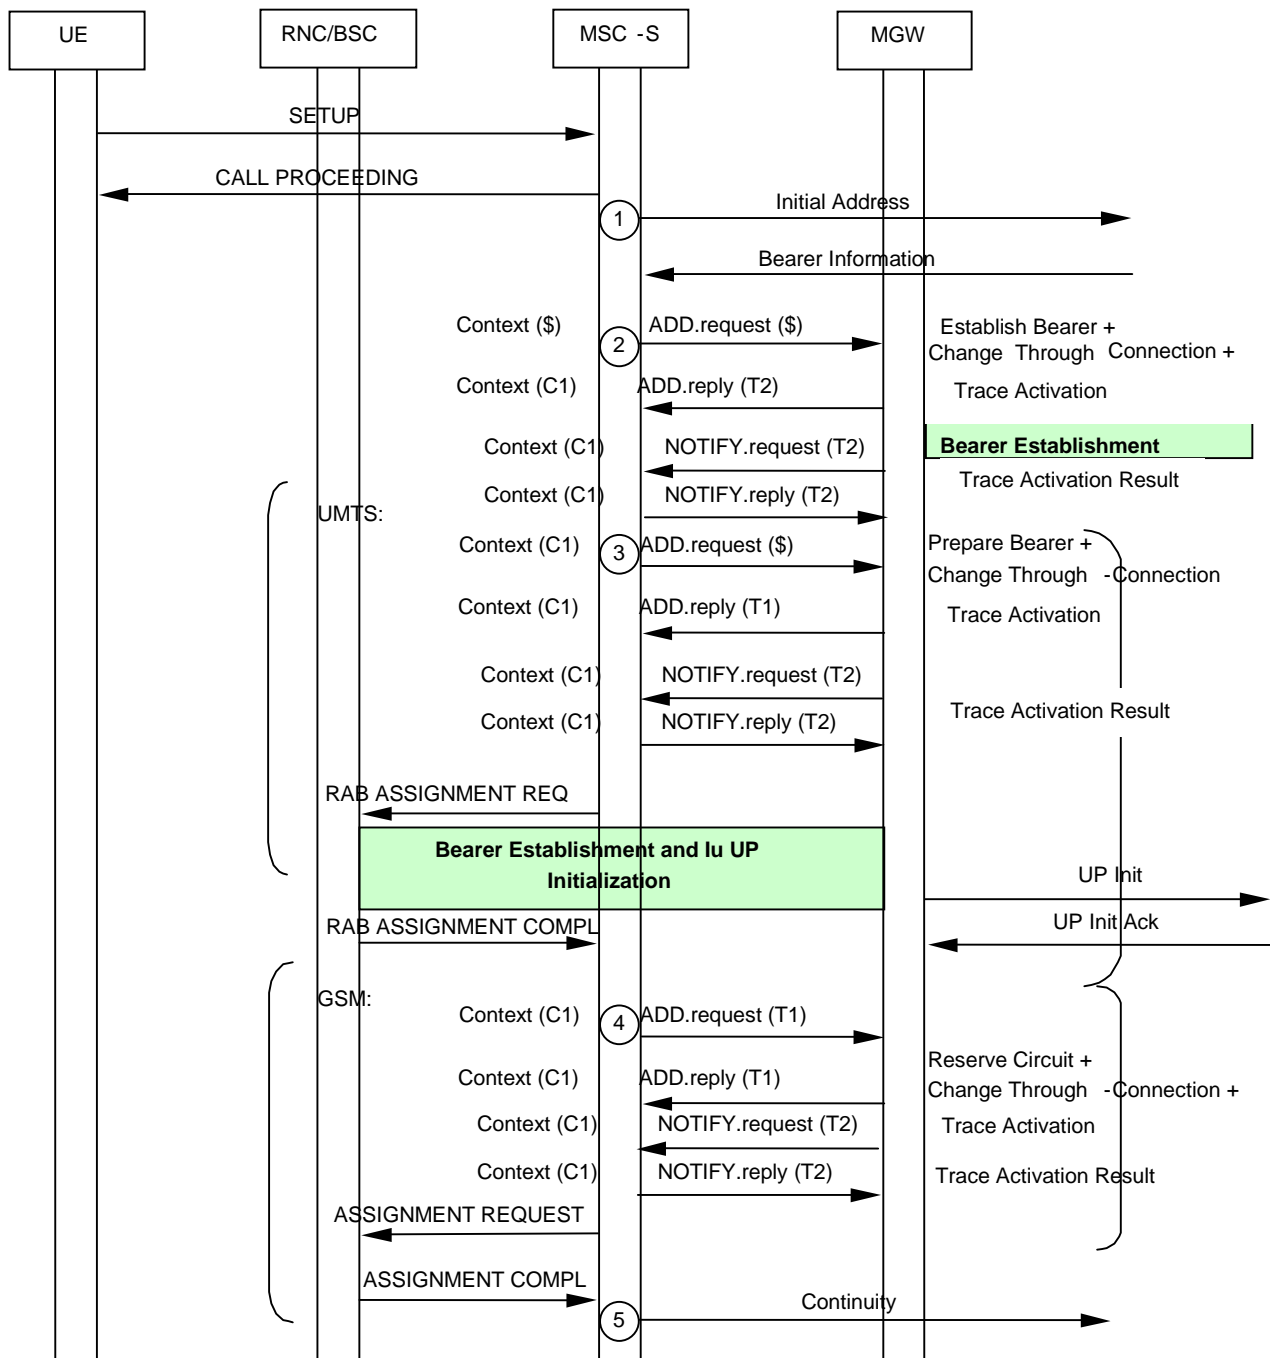 UE
RNC/BSC
MSC -S
MGW
SETUP
CALL PROCEEDING
Initial Address
1
Bearer Information
Context ($)
2
ADD.request ($)
Establish Bearer +
Change Through Connection +
Context (C1)
ADD.reply (T2)
Trace Activation
Context (C1)
NOTIFY.request (T2)
Bearer Establishment
Trace Activation Result
Context (C1)
NOTIFY.reply (T2)
UMTS:
Context (C1)
3
ADD.request ($)
Prepare Bearer +
Change Through -Connection
Context (C1)
ADD.reply (T1)
Trace Activation
Context (C1)
NOTIFY.request (T2)
Trace Activation Result
Context (C1)
NOTIFY.reply (T2)
RAB ASSIGNMENT REQ
Bearer Establishment and Iu UP
Initialization
UP Init
RAB ASSIGNMENT COMPL
UP Init Ack
GSM:
Context (C1)
4
ADD.request (T1)
Reserve Circuit +
Context (C1)
ADD.reply (T1)
Change Through -Connection +
Context (C1)
NOTIFY.request (T2)
Trace Activation
Context (C1)
NOTIFY.reply (T2)
Trace Activation Result
ASSIGNMENT REQUEST
ASSIGNMENT COMPL
5
Continuity